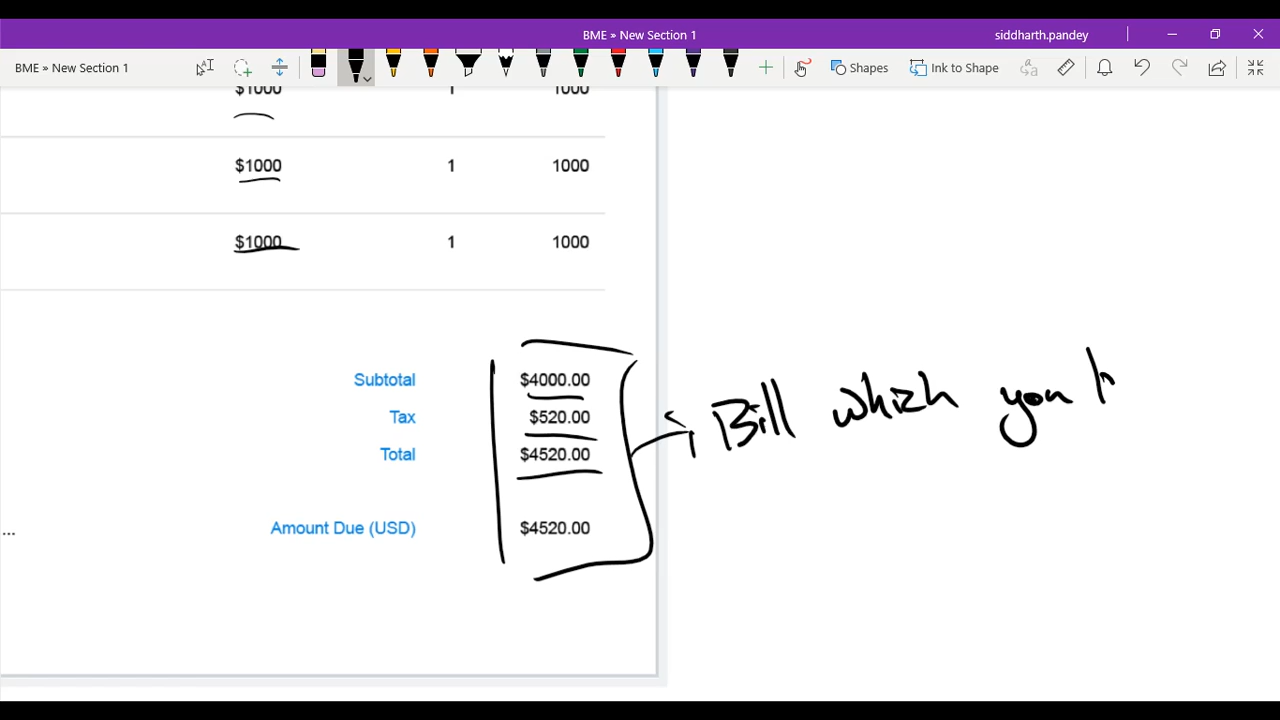 BME » New Section 1
siddharth.pandey
BME » New Section 1
Shapes
Ink to Shape
$1000 1 1000
$1000 1 1000
$1000 1 1000
Subtotal $4000.00
Tax $520.00
Total $4520.00
Bill which you
... Amount Due (USD) $4520.00